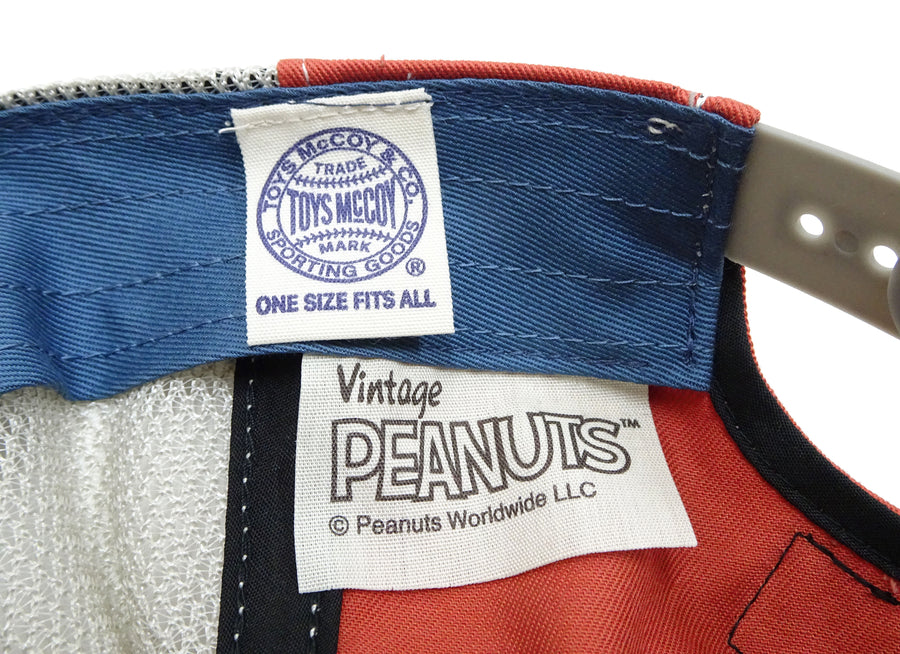 TOYS McCOY & CO.
TRADE
TOYS McCOY
MARK
SPORTING GOODS
®
ONE SIZE FITS ALL
Vintage
PEANUTS™
© Peanuts Worldwide LLC